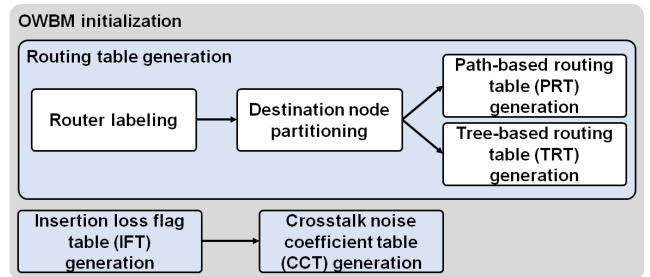 OWBM initialization
Routing table generation
Router labeling
Destination node
partitioning
Path-based routing
table (PRT)
generation
Tree-based routing
table (TRT)
generation
Insertion loss flag
table (IFT)
generation
Crosstalk noise
coefficient table
(CCT) generation